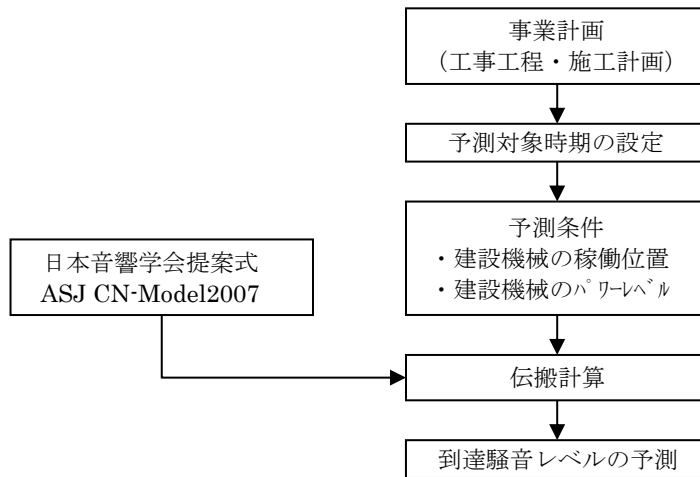 事業計画
（工事工程・施工計画）
予測対象時期の設定
予測条件
・建設機械の稼働位置
・建設機械のﾊﾟﾜｰﾚﾍﾞﾙ
日本音響学会提案式
ASJ CN-Model2007
伝搬計算
到達騒音レベルの予測